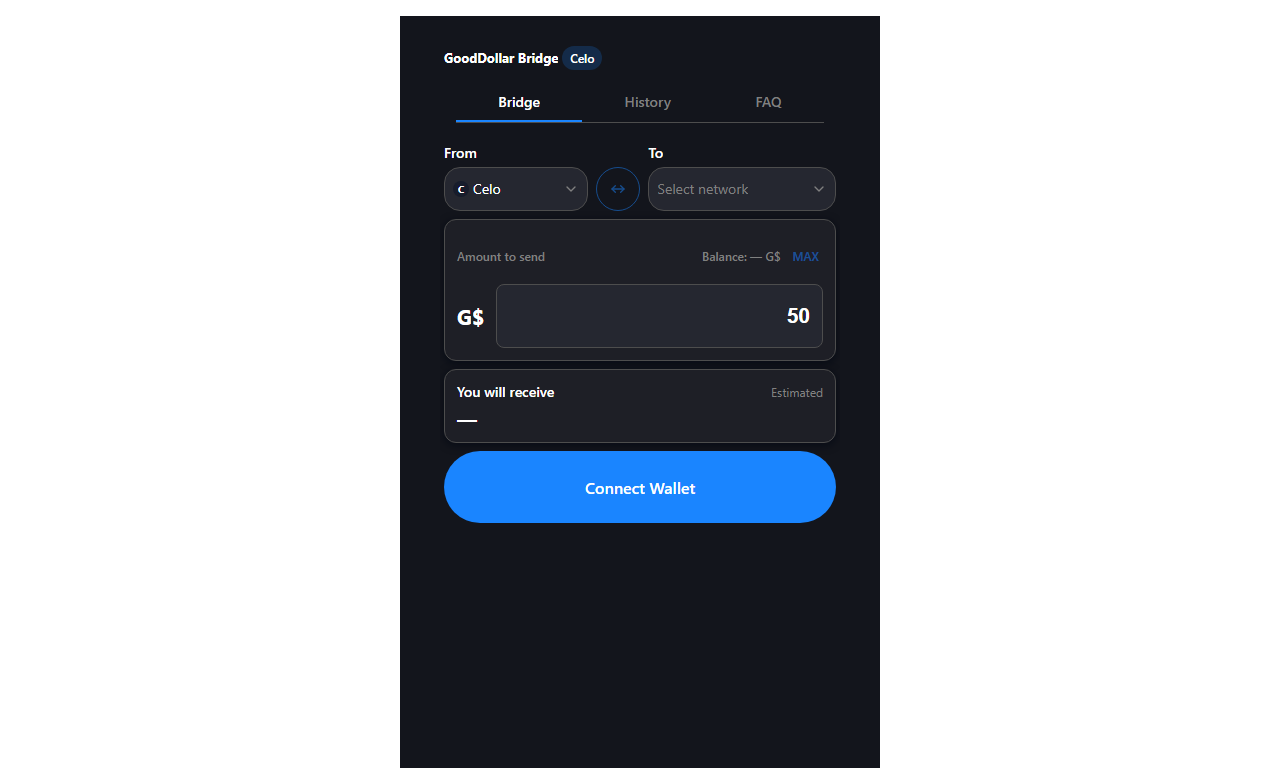 GoodDollar Bridge Celo
Bridge History FAQ
From To
C Celo Select network
Amount to send Balance: — G$ MAX
G$ 50
You will receive Estimated
—
Connect Wallet